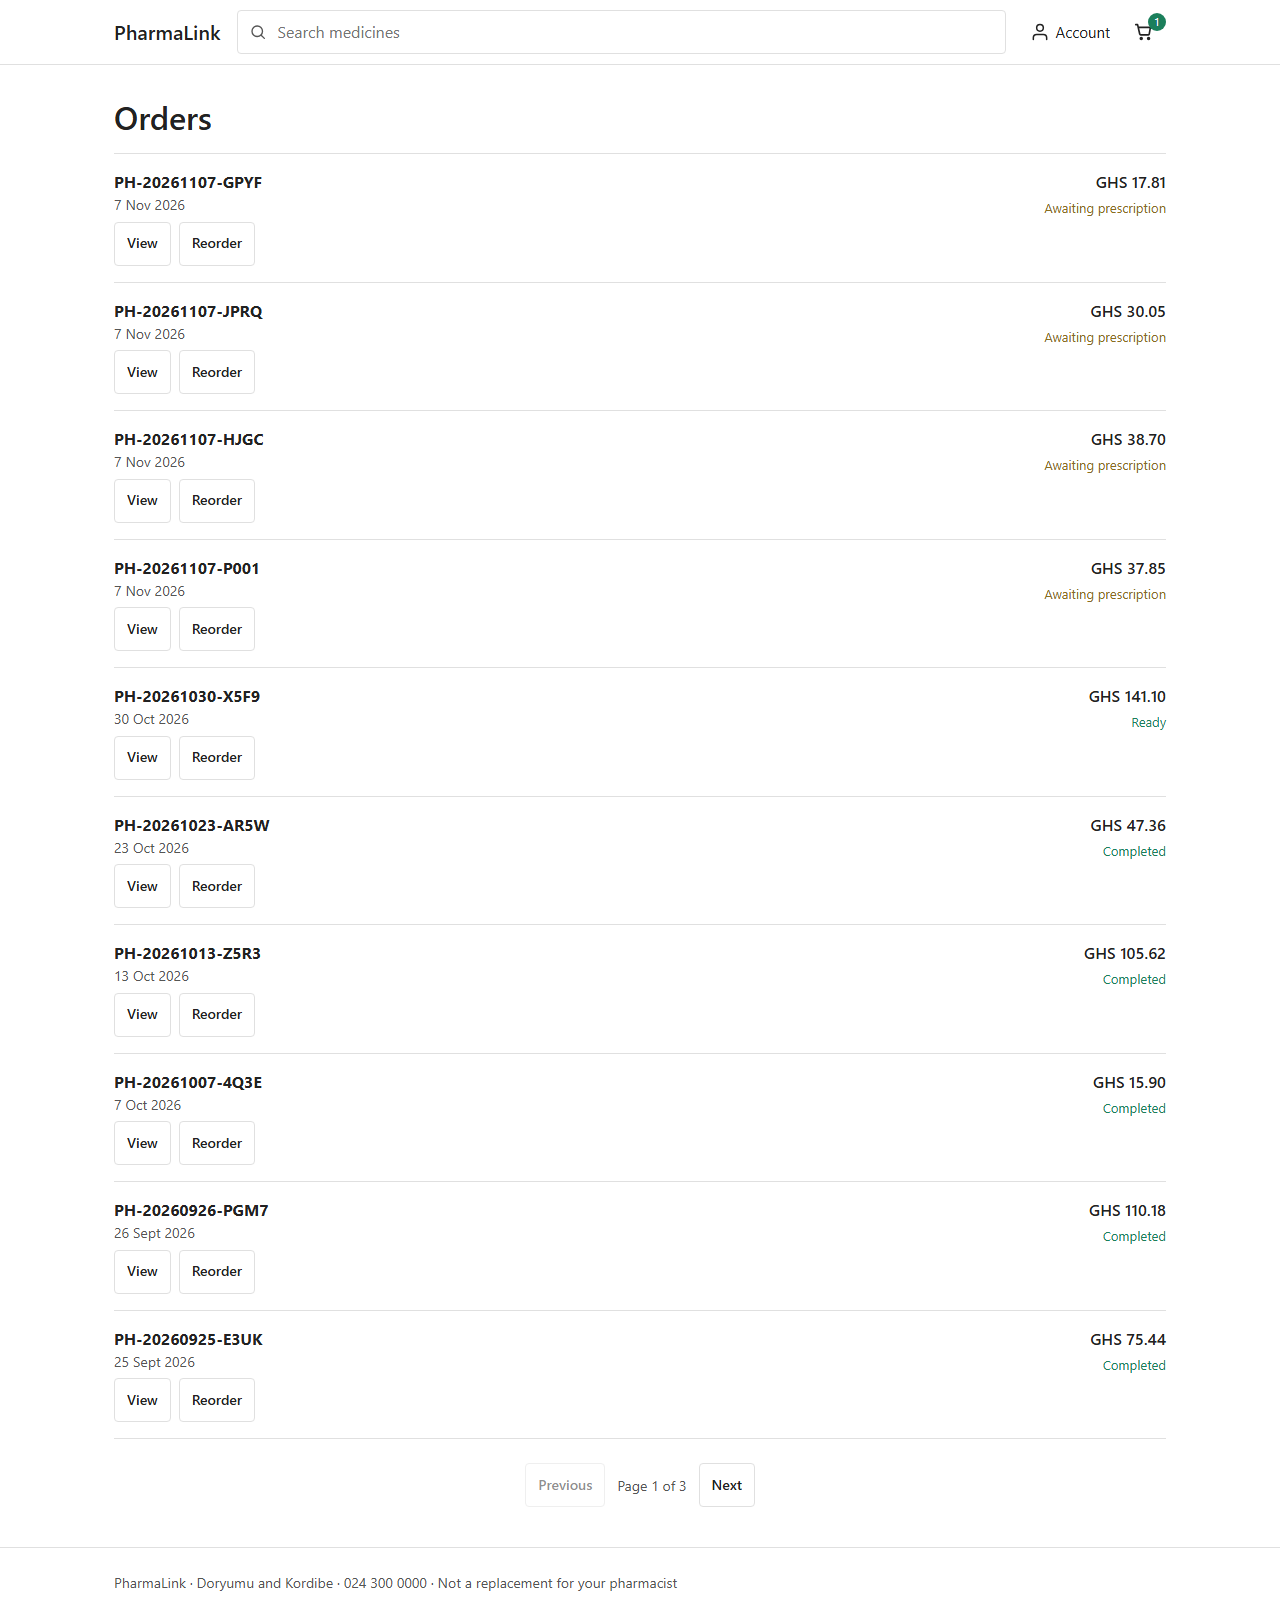 PharmaLink
Search medicines
Account
1
Orders
PH-20261107-GPYF
GHS 17.81
7 Nov 2026
Awaiting prescription
View
Reorder
PH-20261107-JPRQ
GHS 30.05
7 Nov 2026
Awaiting prescription
View
Reorder
PH-20261107-HJGC
GHS 38.70
7 Nov 2026
Awaiting prescription
View
Reorder
PH-20261107-P001
GHS 37.85
7 Nov 2026
Awaiting prescription
View
Reorder
PH-20261030-X5F9
GHS 141.10
30 Oct 2026
Ready
View
Reorder
PH-20261023-AR5W
GHS 47.36
23 Oct 2026
Completed
View
Reorder
PH-20261013-Z5R3
GHS 105.62
13 Oct 2026
Completed
View
Reorder
PH-20261007-4Q3E
GHS 15.90
7 Oct 2026
Completed
View
Reorder
PH-20260926-PGM7
GHS 110.18
26 Sept 2026
Completed
View
Reorder
PH-20260925-E3UK
GHS 75.44
25 Sept 2026
Completed
View
Reorder
Previous
Page 1 of 3
Next
PharmaLink · Doryumu and Kordibe · 024 300 0000 · Not a replacement for your pharmacist